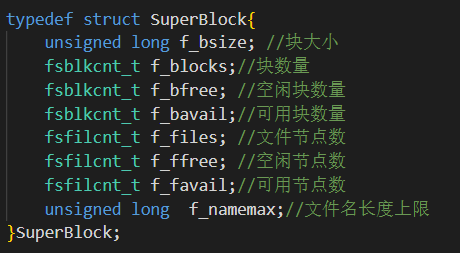 typedef struct SuperBlock{
unsigned long f_bsize; //块大小
fsblkcnt_t f_blocks;//块数量
fsblkcnt_t f_bfree; //空闲块数量
fsblkcnt_t f_bavail;//可用块数量
fsfilcnt_t f_files; //文件节点数
fsfilcnt_t f_ffree; //空闲节点数
fsfilcnt_t f_favail;//可用节点数
unsigned long  f_namemax;//文件名长度上限
}SuperBlock;